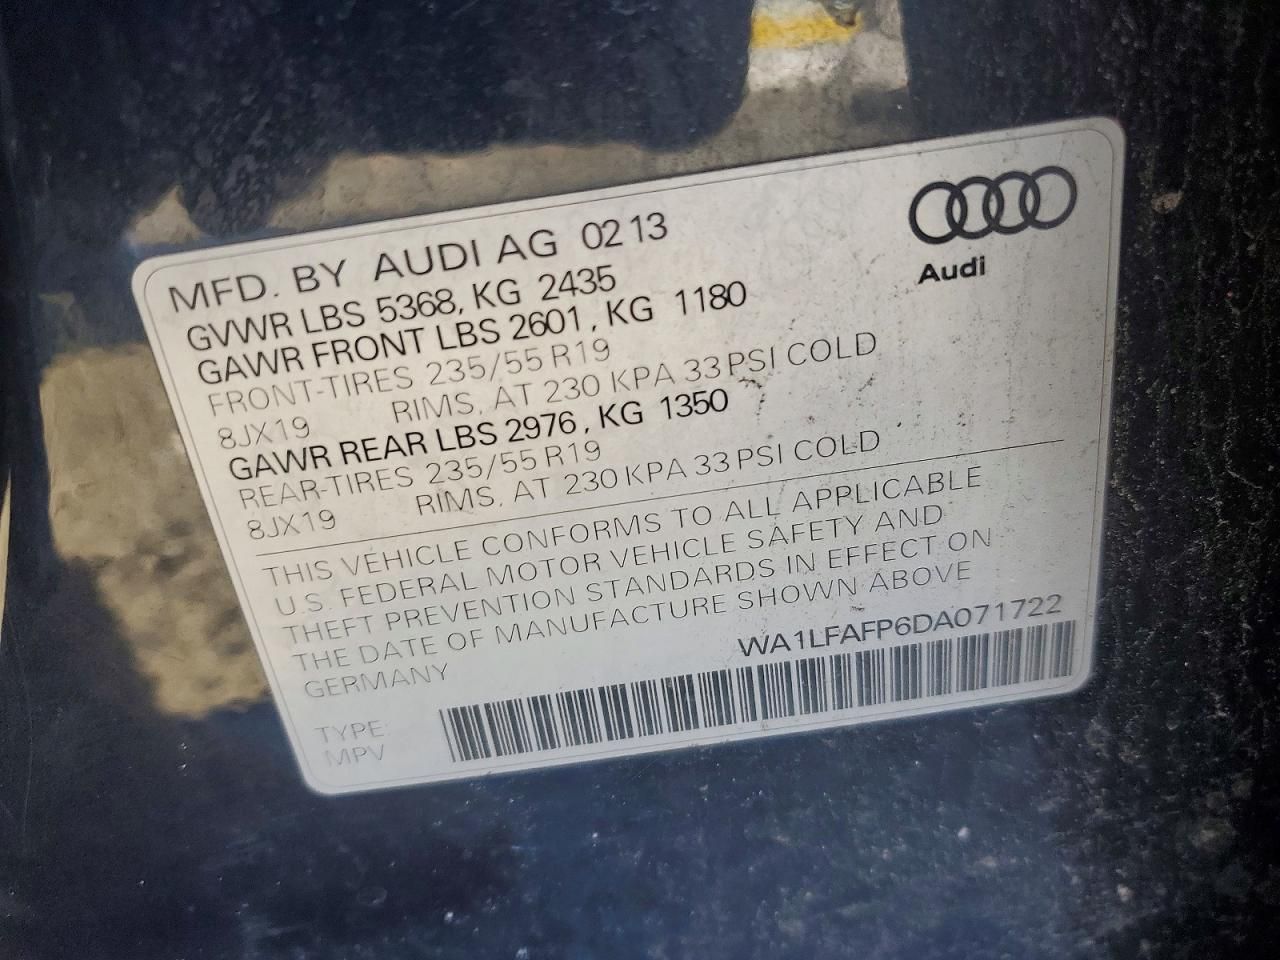 Audi
MFD. BY AUDI AG 02 13
GVWR LBS 5368, KG 2435
GAWR FRONT LBS 2601, KG 1180
FRONT-TIRES 235/55 R19
8JX19 RIMS, AT 230 KPA 33 PSI COLD
GAWR REAR LBS 2976, KG 1350
REAR-TIRES 235/55 R19
8JX19 RIMS, AT 230 KPA 33 PSI COLD
THIS VEHICLE CONFORMS TO ALL APPLICABLE
U.S. FEDERAL MOTOR VEHICLE SAFETY AND
THEFT PREVENTION STANDARDS IN EFFECT ON
THE DATE OF MANUFACTURE SHOWN ABOVE
GERMANY WA1LFAFP6DA071722
TYPE:
MPV